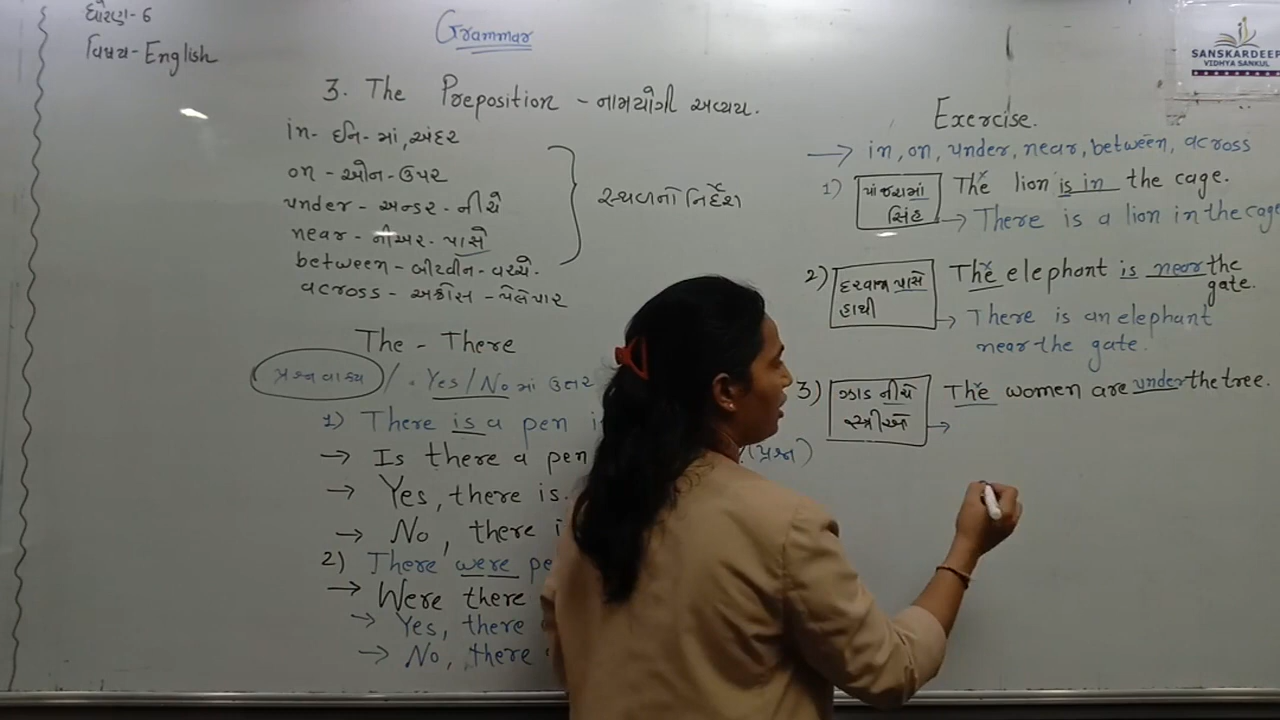 ધોરણ- 6
વિષય- English
Grammar
SANSKARDEEP
VIDHYA SANKUL
3. The Preposition - નામયોગી અવ્યય.
in- ઈનિ- માં, અંદર
on - ઓન- ઉપર
under - અન્ડર - નીચે
near - નીઅર - પાસે
between - બીટવીન - વચ્ચે.
across - અક્રોસ - પેલેપાર
સ્થળનો નિર્દેશ
The - There
પ્રશ્ન વાક્ય / . Yes/No માં ઉત્તર
1) There is a pen
→ Is there a pen (પ્રશ્ન)
→ Yes, there is.
→ No, there
2) There were
→ Were there
→ Yes, there
→ No, there
Exercise.
→ in, on, under, near, between, across
1) પાંજરામાં સિંહ The lion is in the cage.
→ There is a lion in the cage
2) દરવાજા પાસે હાથી The elephont is near the gate.
→ There is an elephant
near the gate.
3) ઝાડ નીચે સ્ત્રીઓ The women are under the tree.
→